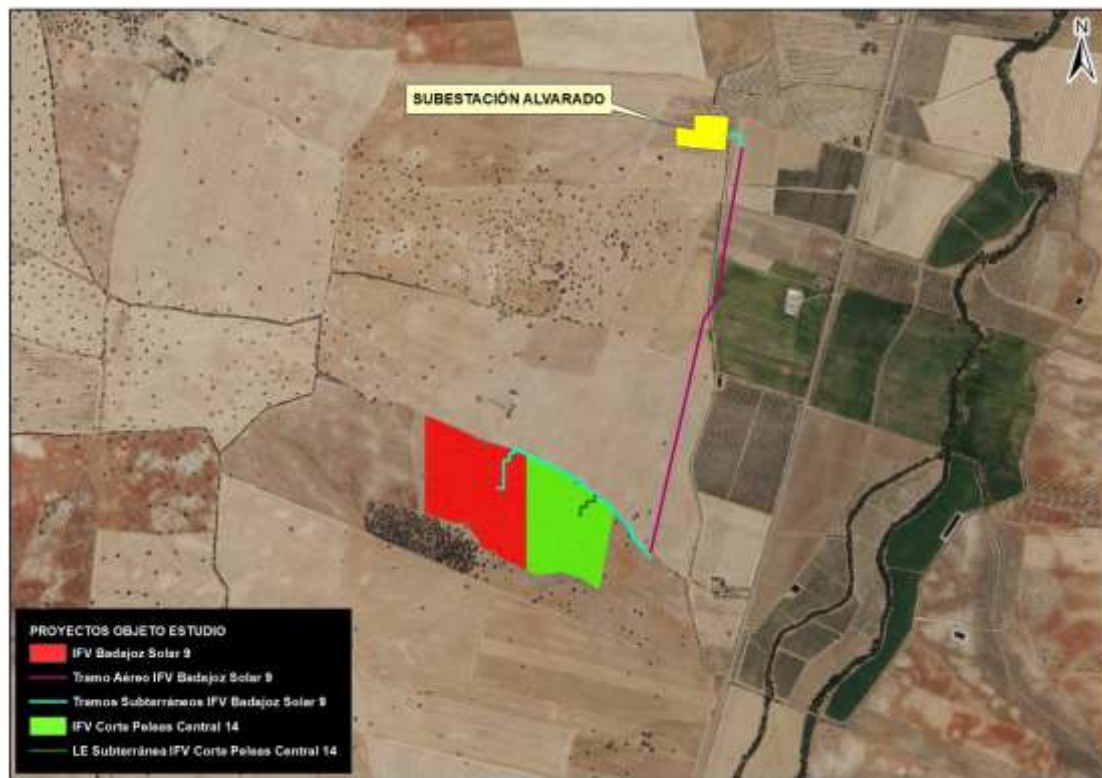 N
SUBESTACIÓN ALVARADO
PROYECTOS OBJETO ESTUDIO
IFV Badajoz Solar 9
Tramo Aéreo IFV Badajoz Solar 9
Tramos Subterráneos IFV Badajoz Solar 9
IFV Corte Peleas Central 14
LE Subterránea IFV Corte Peleas Central 14